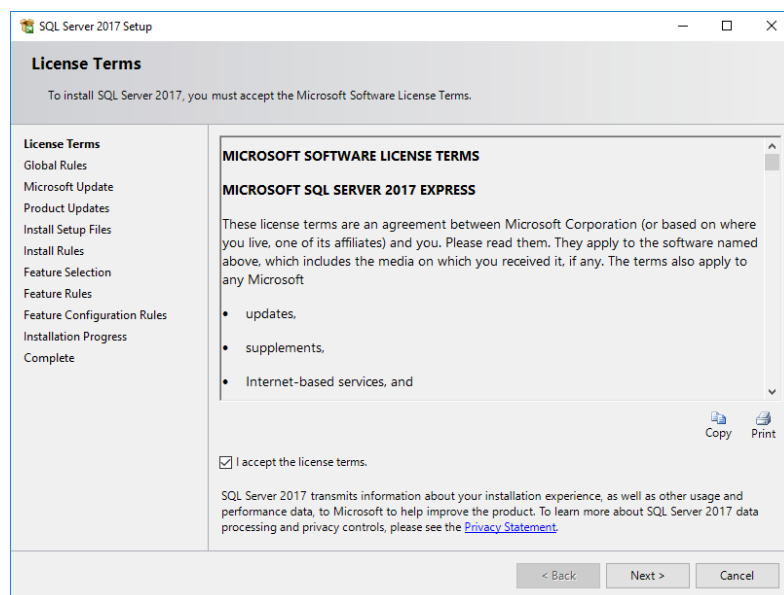 SQL Server 2017 Setup
License Terms
To install SQL Server 2017, you must accept the Microsoft Software License Terms.
License Terms
Global Rules
Microsoft Update
Product Updates
Install Setup Files
Install Rules
Feature Selection
Feature Rules
Feature Configuration Rules
Installation Progress
Complete
MICROSOFT SOFTWARE LICENSE TERMS
MICROSOFT SQL SERVER 2017 EXPRESS
These license terms are an agreement between Microsoft Corporation (or based on where
you live, one of its affiliates) and you. Please read them. They apply to the software named
above, which includes the media on which you received it, if any. The terms also apply to
any Microsoft
• updates,
• supplements,
• Internet-based services, and
Copy Print
I accept the license terms.
SQL Server 2017 transmits information about your installation experience, as well as other usage and
performance data, to Microsoft to help improve the product. To learn more about SQL Server 2017 data
processing and privacy controls, please see the Privacy Statement.
< Back Next > Cancel